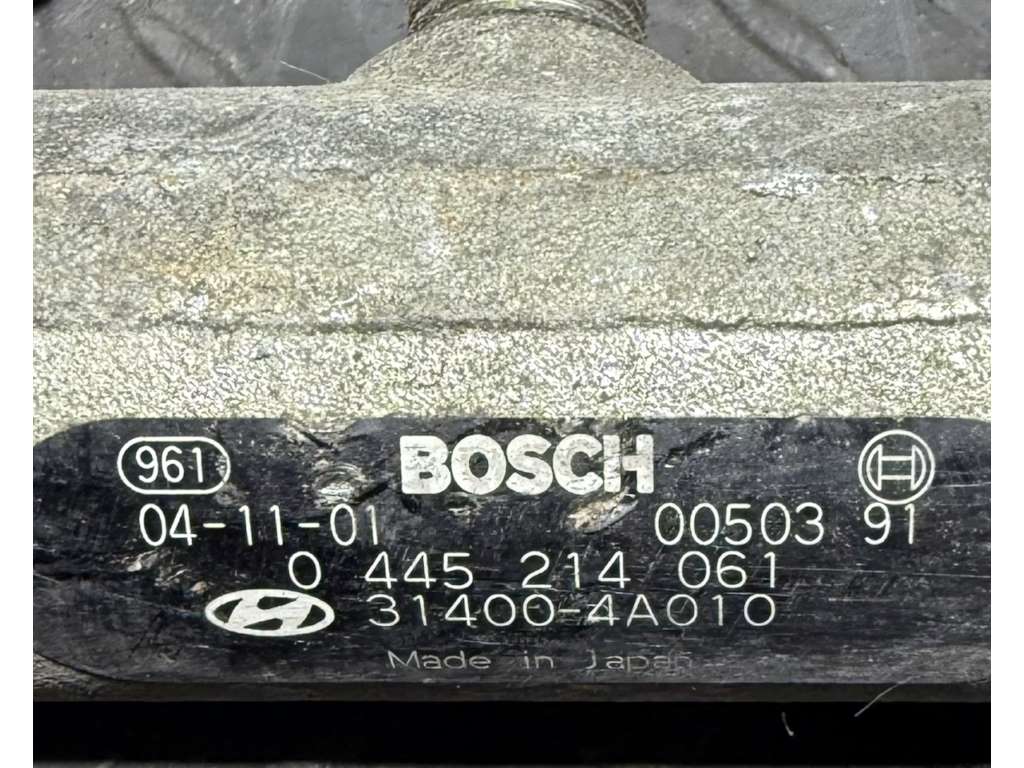 961 BOSCH
04-11-01 00503 91
0 445 214 061
31400-4A010
Made in Japan